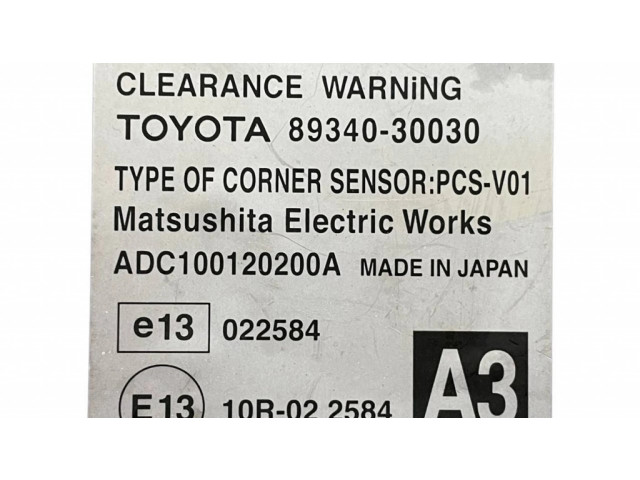 CLEARANCE WARNiNG
TOYOTA 89340-30030
TYPE OF CORNER SENSOR:PCS-V01
Matsushita Electric Works
ADC100120200A MADE IN JAPAN
e13 022584
E13 10R-02 2584
A3